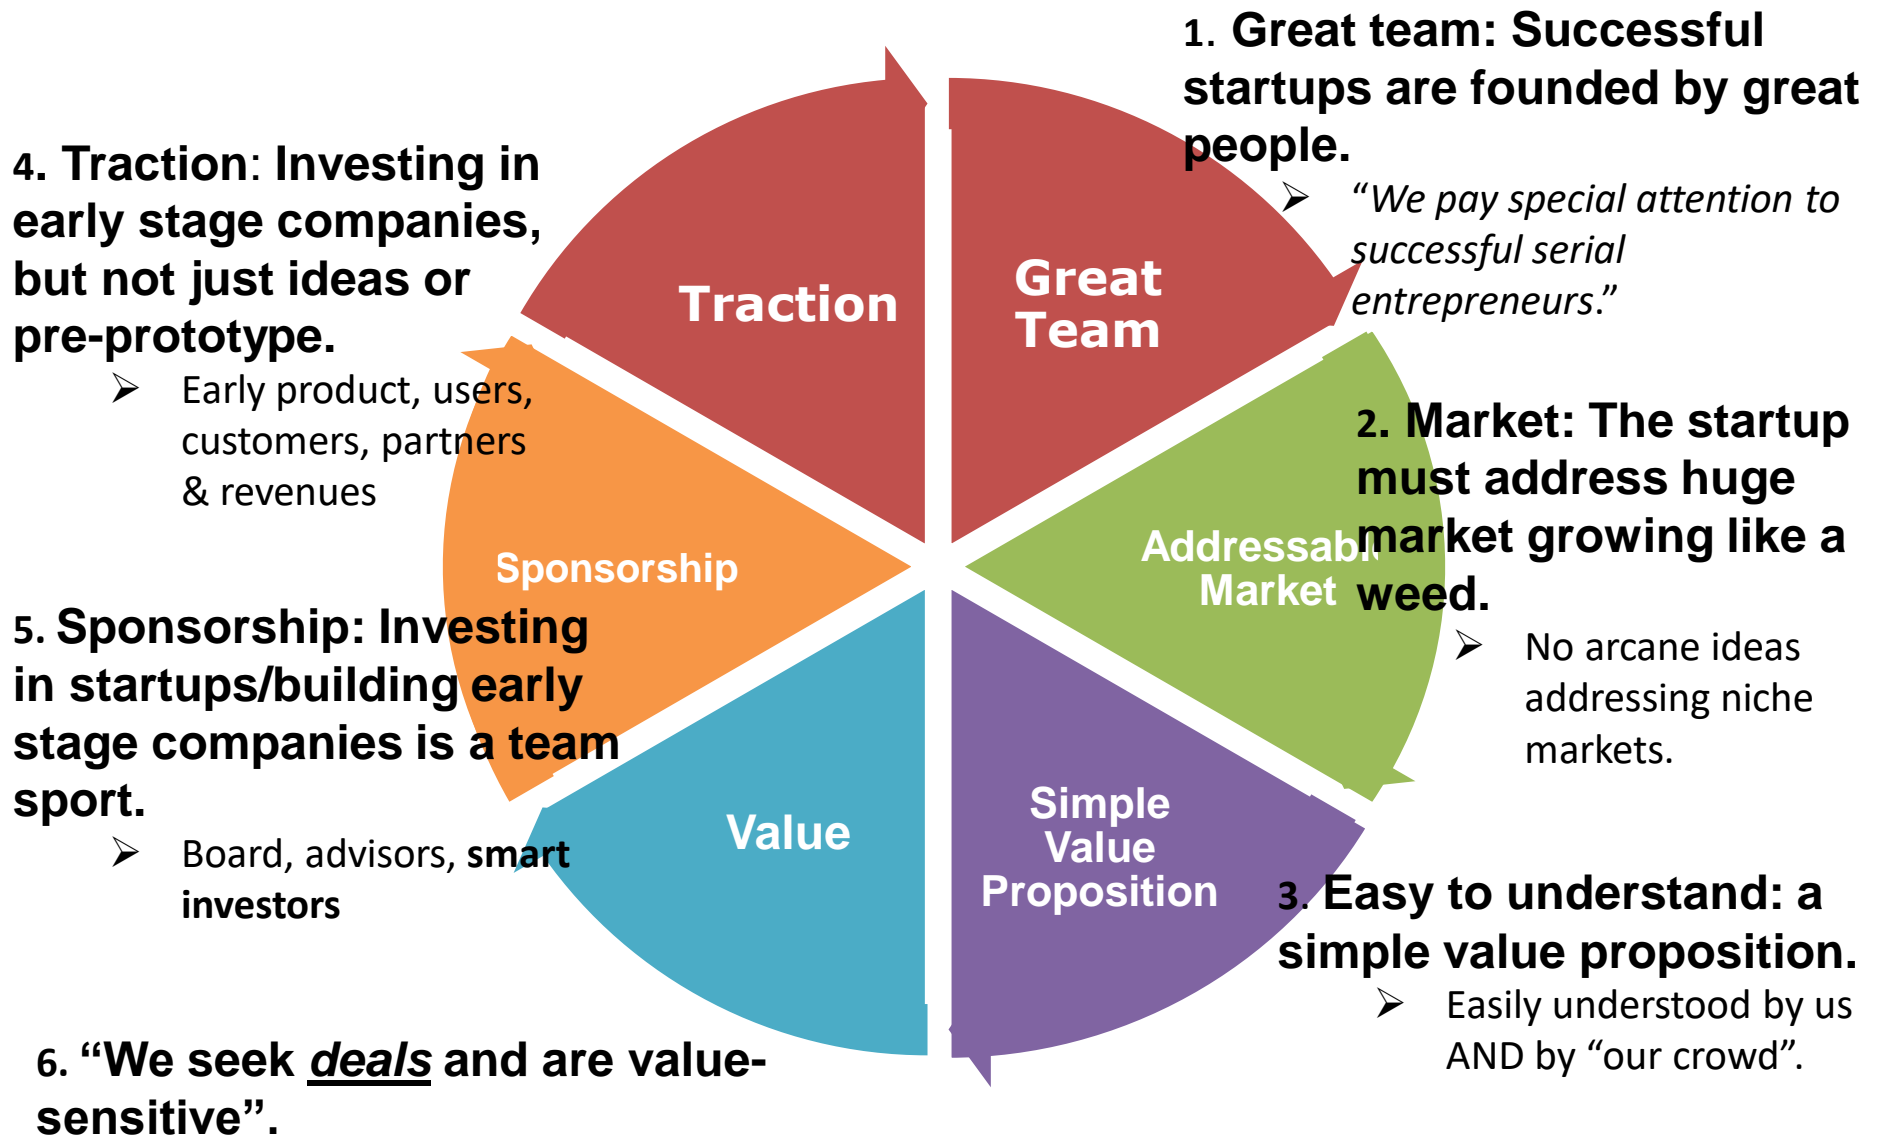 1. Great team: Successful
startups are founded by great
people.
➢ “We pay special attention to
successful serial
entrepreneurs.”
2. Market: The startup
must address huge
market growing like a
weed.
➢ No arcane ideas
addressing niche
markets.
3. Easy to understand: a
simple value proposition.
➢ Easily understood by us
AND by “our crowd”.
4. Traction: Investing in
early stage companies,
but not just ideas or
pre-prototype.
➢ Early product, users,
customers, partners
& revenues
5. Sponsorship: Investing
in startups/building early
stage companies is a team
sport.
➢ Board, advisors, smart
investors
6. “We seek deals and are value-
sensitive”.
Great
Team
Market
Simple
Value
Proposition
Value
Sponsorship
Traction